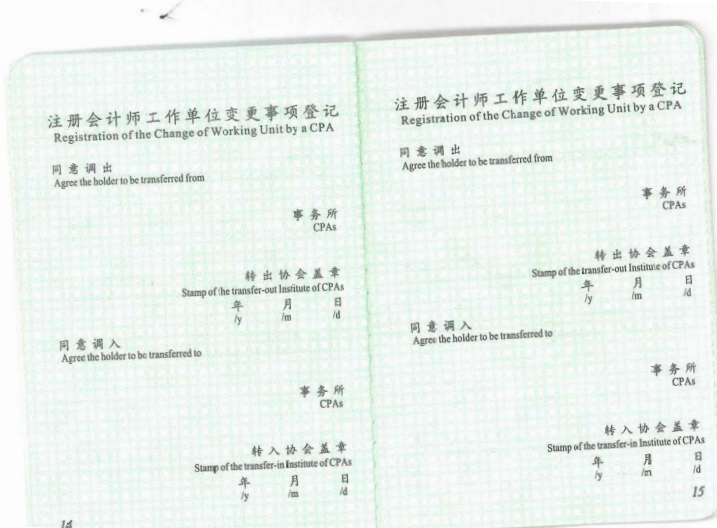 注册会计师工作单位变更事项登记
Registration of the Change of Working Unit by a CPA
同意调出
Agree the holder to be transferred from
事务所
CPAs
转出协会盖章
Stamp of the transfer-out Institute of CPAs
年 月 日
/y /m /d
同意调入
Agree the holder to be transferred to
事务所
CPAs
转入协会盖章
Stamp of the transfer-in Institute of CPAs
年 月 日
/y /m /d
14
注册会计师工作单位变更事项登记
Registration of the Change of Working Unit by a CPA
同意调出
Agree the holder to be transferred from
事务所
CPAs
转出协会盖章
Stamp of the transfer-out Institute of CPAs
年 月 日
/y /m /d
同意调入
Agree the holder to be transferred to
事务所
CPAs
转入协会盖章
Stamp of the transfer-in Institute of CPAs
年 月 日
/y /m /d
15